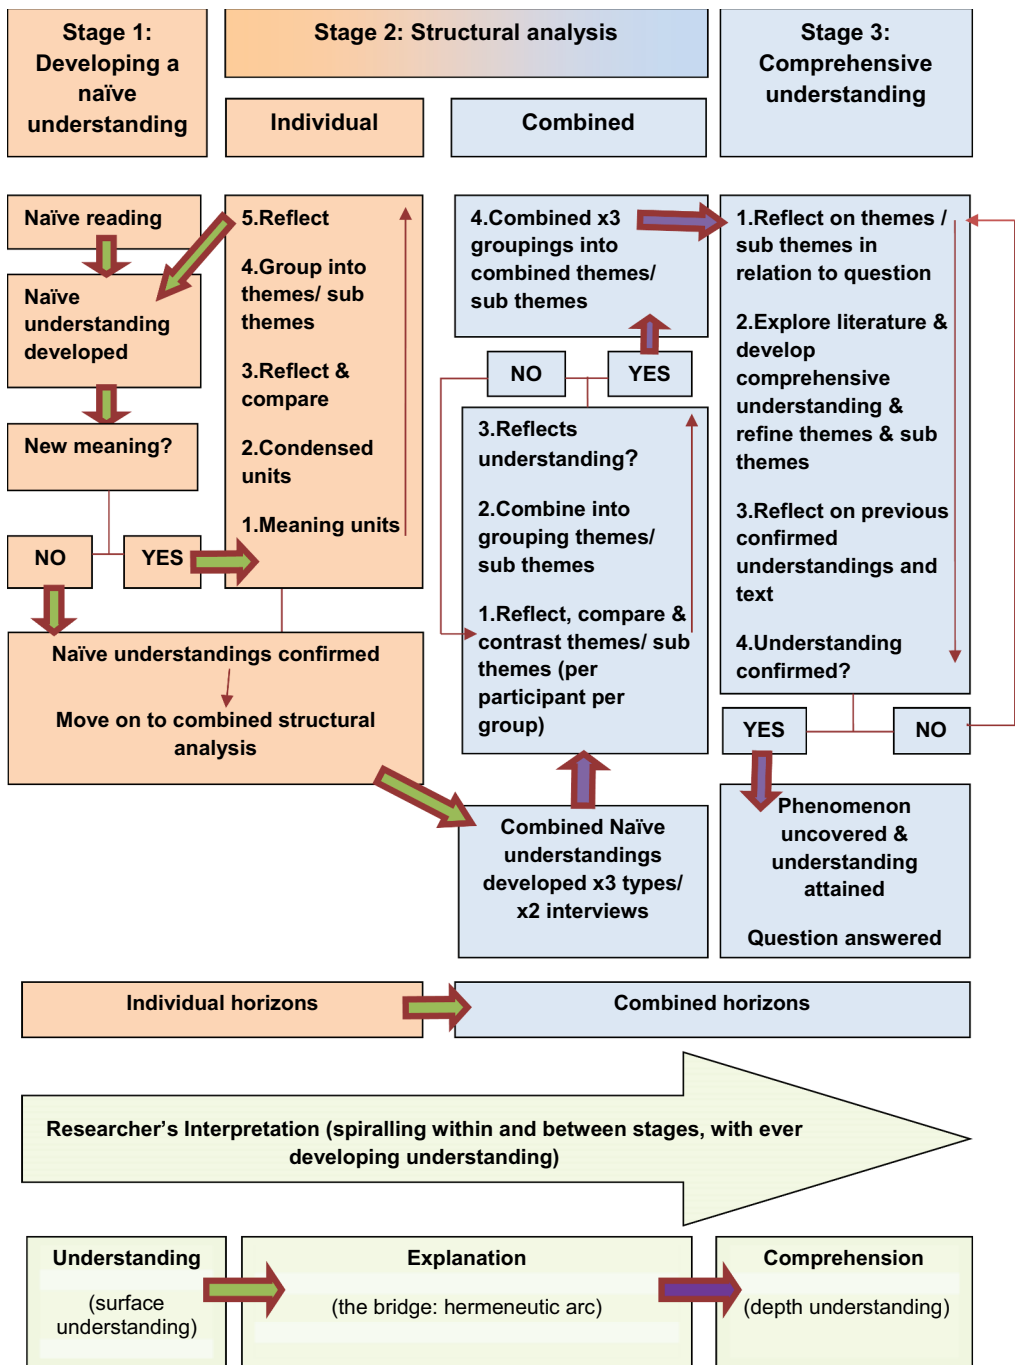 Stage 1:
Developing a
naïve
understanding
Stage 2: Structural analysis
Individual
Combined
Stage 3:
Comprehensive
understanding
Naïve reading
Naïve
understanding
developed
New meaning?
NO
YES
5.Reflect
4.Group into
themes/ sub
themes
3.Reflect &
compare
2.Condensed
units
1.Meaning units
Naïve understandings confirmed
Move on to combined structural
analysis
4.Combined x3
groupings into
combined themes/
sub themes
NO
YES
3.Reflects
understanding?
2.Combine into
grouping themes/
sub themes
1.Reflect, compare &
contrast themes/ sub
themes (per
participant per
group)
Combined Naïve
understandings
developed x3 types/
x2 interviews
1.Reflect on themes /
sub themes in
relation to question
2.Explore literature &
develop
comprehensive
understanding &
refine themes & sub
themes
3.Reflect on previous
confirmed
understandings and
text
4.Understanding
confirmed?
YES
NO
Phenomenon
uncovered &
understanding
attained
Question answered
Individual horizons
Combined horizons
Researcher's Interpretation (spiralling within and between stages, with ever
developing understanding)
Understanding
(surface
understanding)
Explanation
(the bridge: hermeneutic arc)
Comprehension
(depth understanding)